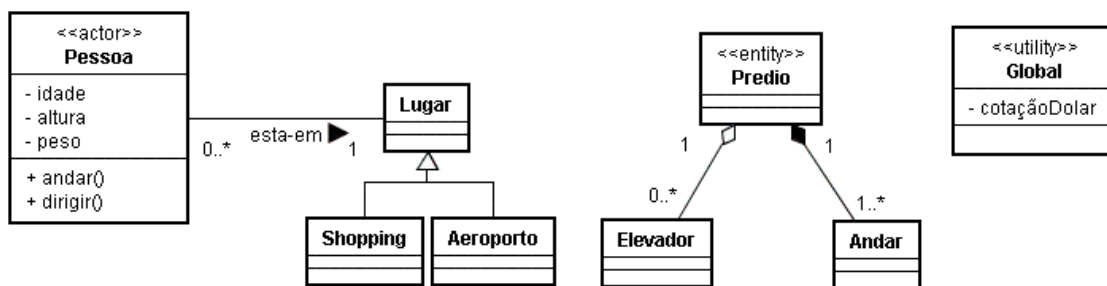 <<actor>>
Pessoa
- idade
- altura
- peso
+ andar()
+ dirigir()
0..*
esta-em
1
Lugar
Shopping
Aeroporto
<<entity>>
Predio
1
1
0..*
1..*
Elevador
Andar
<<utility>>
Global
- cotaçãoDolar